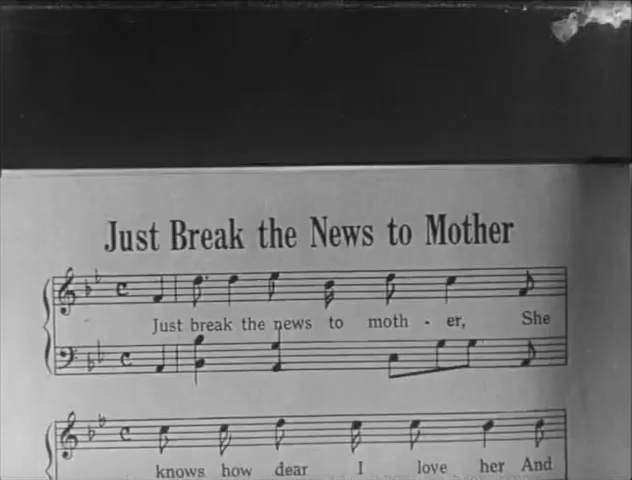 Just Break the News to Mother
Just break the news to moth - er, She
knows how dear I love her And